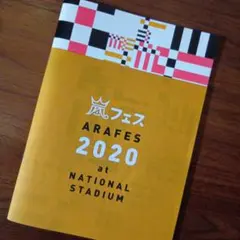 嵐フェス
ARAFES
2020
at
NATIONAL
STADIUM